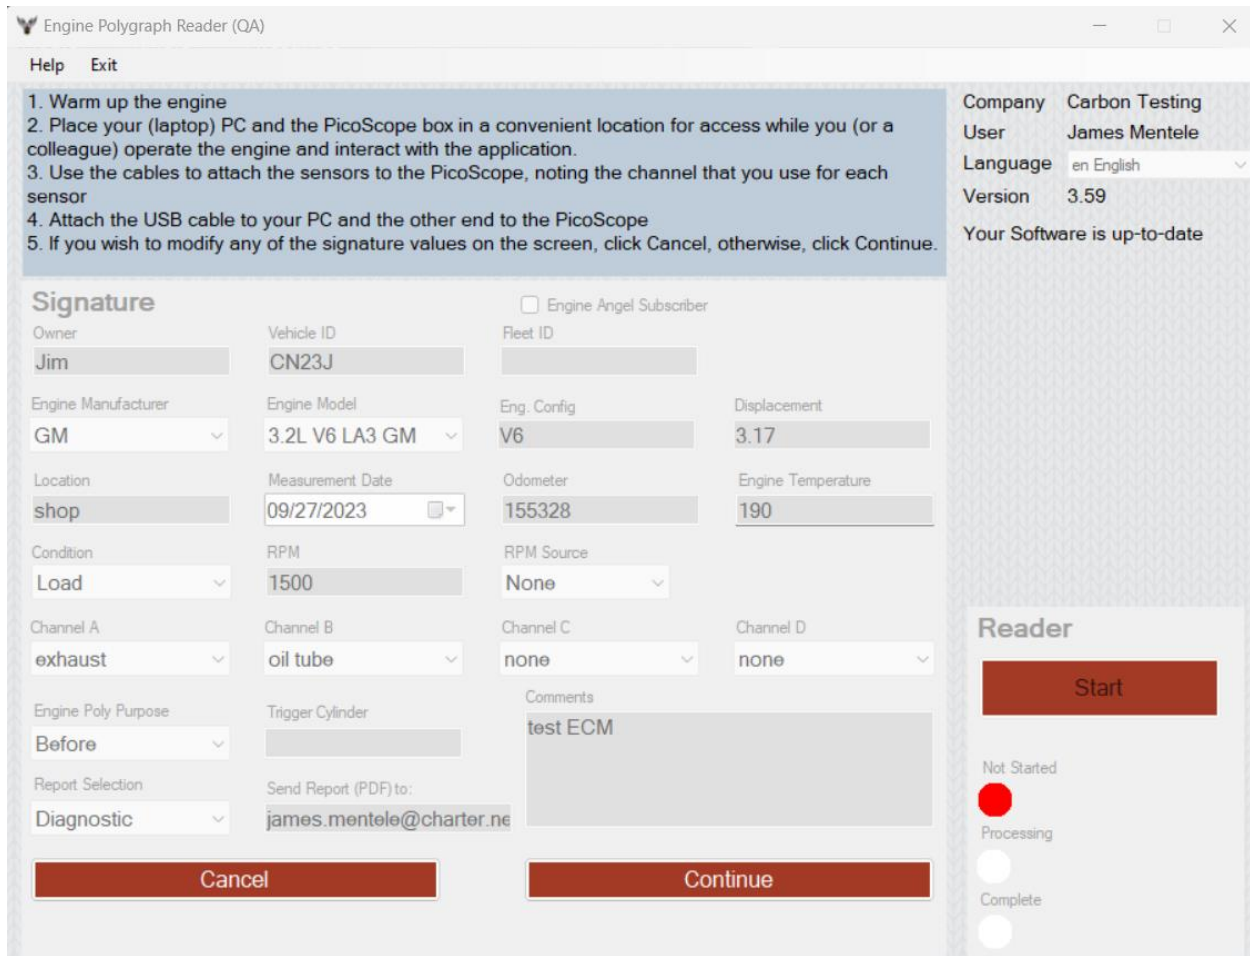 Engine Polygraph Reader (QA)
Help Exit
1. Warm up the engine
2. Place your (laptop) PC and the PicoScope box in a convenient location for access while you (or a
colleague) operate the engine and interact with the application.
3. Use the cables to attach the sensors to the PicoScope, noting the channel that you use for each
sensor
4. Attach the USB cable to your PC and the other end to the PicoScope
5. If you wish to modify any of the signature values on the screen, click Cancel, otherwise, click Continue.
Company Carbon Testing
User James Mentele
Language en English
Version 3.59
Your Software is up-to-date
Signature
Engine Angel Subscriber
Owner Vehicle ID Fleet ID
Jim CN23J
Engine Manufacturer Engine Model Eng. Config Displacement
GM 3.2L V6 LA3 GM V6 3.17
Location Measurement Date Odometer Engine Temperature
shop 09/27/2023 155328 190
Condition RPM RPM Source
Load 1500 None
Channel A Channel B Channel C Channel D
exhaust oil tube none none
Engine Poly Purpose Trigger Cylinder Comments
Before test ECM
Report Selection Send Report (PDF) to:
Diagnostic james.mentele@charter.ne
Cancel Continue
Reader
Start
Not Started
Processing
Complete